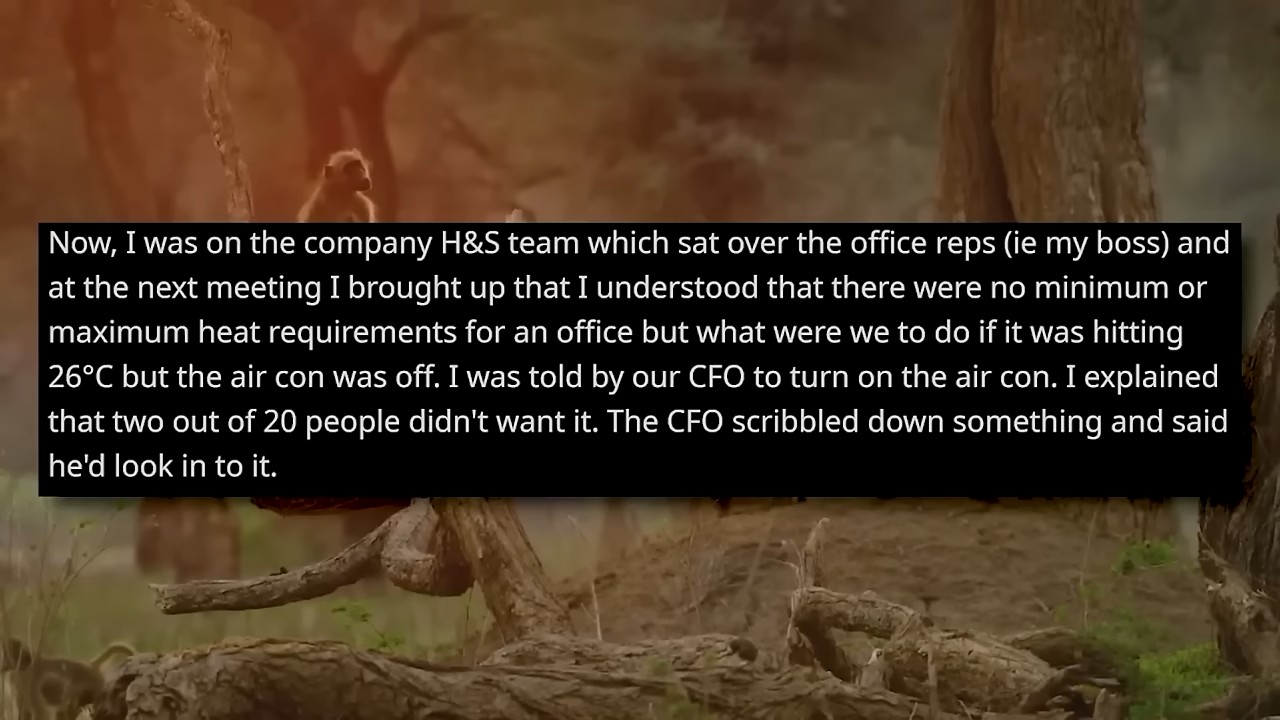 Now, I was on the company H&S team which sat over the office reps (ie my boss) and
at the next meeting I brought up that I understood that there were no minimum or
maximum heat requirements for an office but what were we to do if it was hitting
26°C but the air con was off. I was told by our CFO to turn on the air con. I explained
that two out of 20 people didn't want it. The CFO scribbled down something and said
he'd look in to it.